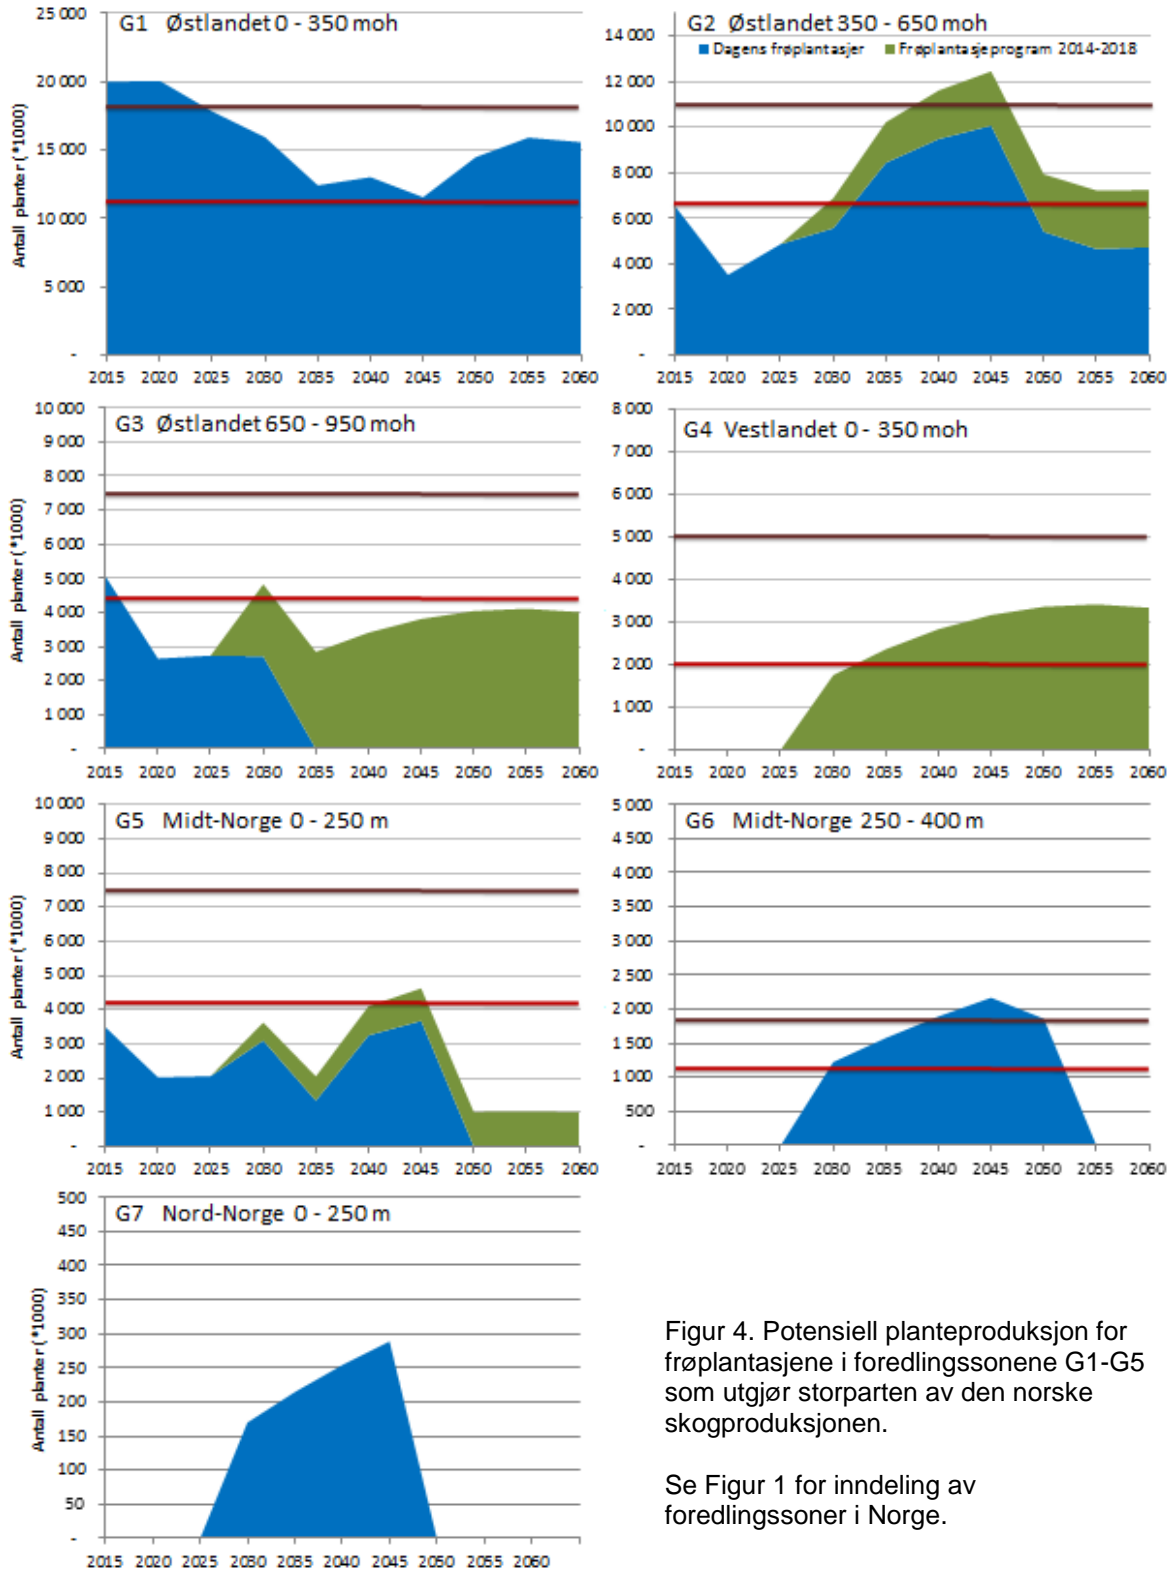 G1 Østlandet 0 - 350 moh
Antall planter (*1000)
25 000
20 000
15 000
10 000
5 000
-
2015 2020 2025 2030 2035 2040 2045 2050 2055 2060
G2 Østlandet 350 - 650 moh
Dagens frøplantasjer Frøplantasjeprogram 2014-2018
14 000
12 000
10 000
8 000
6 000
4 000
2 000
-
2015 2020 2025 2030 2035 2040 2045 2050 2055 2060
G3 Østlandet 650 - 950 moh
Antall planter (*1000)
10 000
9 000
8 000
7 000
6 000
5 000
4 000
3 000
2 000
1 000
-
2015 2020 2025 2030 2035 2040 2045 2050 2055 2060
G4 Vestlandet 0 - 350 moh
8 000
7 000
6 000
5 000
4 000
3 000
2 000
1 000
-
2015 2020 2025 2030 2035 2040 2045 2050 2055 2060
G5 Midt-Norge 0 - 250 m
Antall planter (*1000)
10 000
9 000
8 000
7 000
6 000
5 000
4 000
3 000
2 000
1 000
-
2015 2020 2025 2030 2035 2040 2045 2050 2055 2060
G6 Midt-Norge 250 - 400 m
5 000
4 500
4 000
3 500
3 000
2 500
2 000
1 500
1 000
500
-
2015 2020 2025 2030 2035 2040 2045 2050 2055 2060
G7 Nord-Norge 0 - 250 m
Antall planter (*1000)
500
450
400
350
300
250
200
150
100
50
-
2015 2020 2025 2030 2035 2040 2045 2050 2055 2060
Figur 4. Potensiell planteproduksjon for
frøplantasjene i foredlingssonene G1-G5
som utgjør storparten av den norske
skogproduksjonen.
Se Figur 1 for inndeling av
foredlingssoner i Norge.